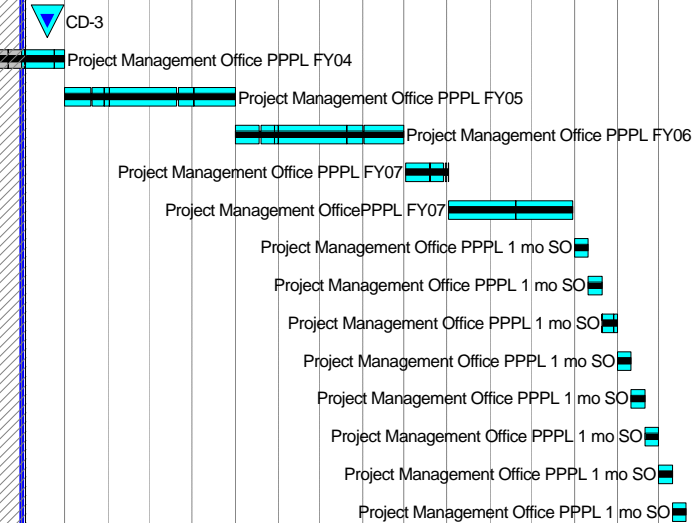 CD-3
Project Management Office PPPL FY04
Project Management Office PPPL FY05
Project Management Office PPPL FY06
Project Management Office PPPL FY07
Project Management OfficePPPL FY07
Project Management Office PPPL 1 mo SO
Project Management Office PPPL 1 mo SO
Project Management Office PPPL 1 mo SO
Project Management Office PPPL 1 mo SO
Project Management Office PPPL 1 mo SO
Project Management Office PPPL 1 mo SO
Project Management Office PPPL 1 mo SO
Project Management Office PPPL 1 mo SO